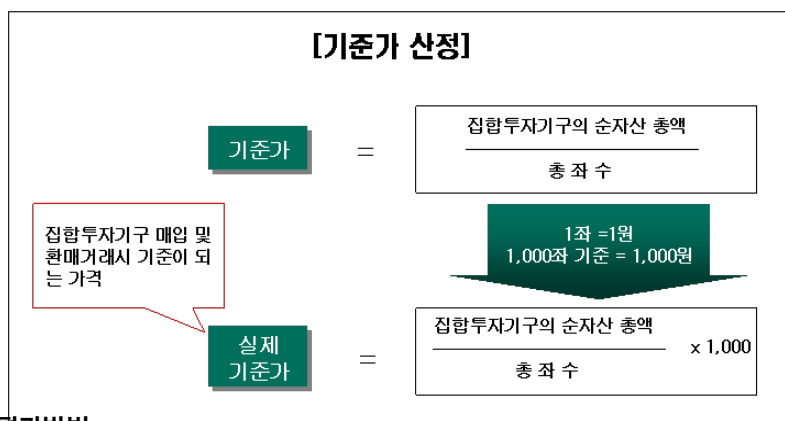 [기준가 산정]
기준가
=
집합투자기구의 순자산 총액
총 좌 수
집합투자기구 매입 및
환매거래시 기준이 되
는 가격
1좌 =1원
1,000좌 기준 = 1,000원
실제
기준가
=
집합투자기구의 순자산 총액
총 좌 수
x 1,000